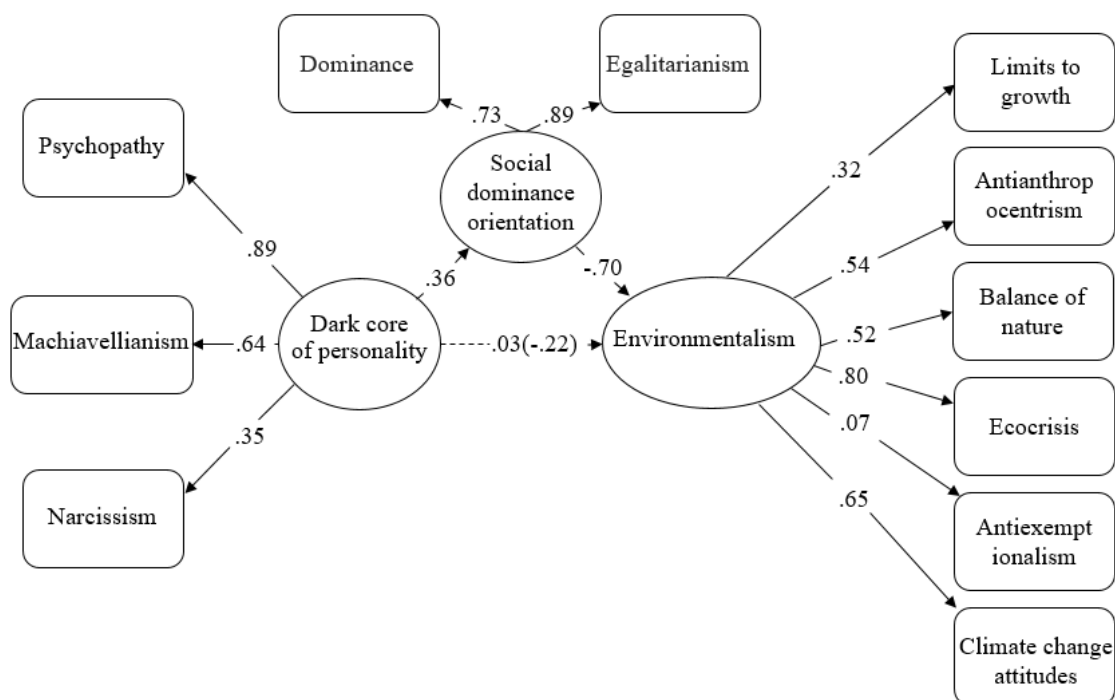 Dominance
Egalitarianism
Limits to
growth
.73
.89
Psychopathy
Social
dominance
orientation
.32
Antianthrop
ocentrism
.89
.36
-.70
.54
Machiavellianism
.64
Dark core
of personality
.03(-.22)
Environmentalism
.52
Balance of
nature
.80
Ecocrisis
.35
.07
Narcissism
.65
Antiexempt
ionalism
Climate change
attitudes